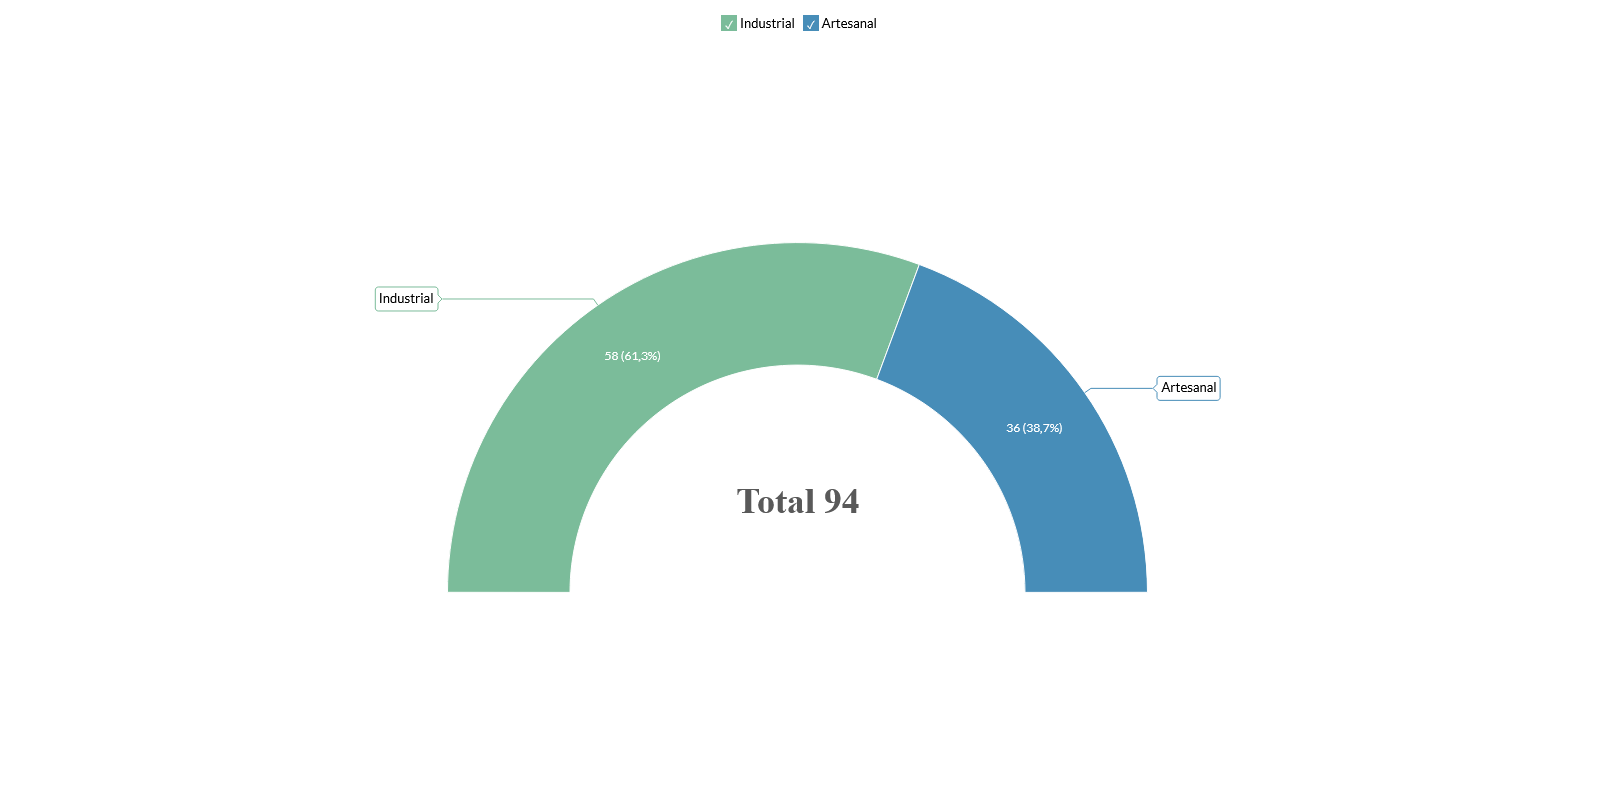 Industrial Artesanal
Industrial
58 (61,3%)
Artesanal
36 (38,7%)
Total 94